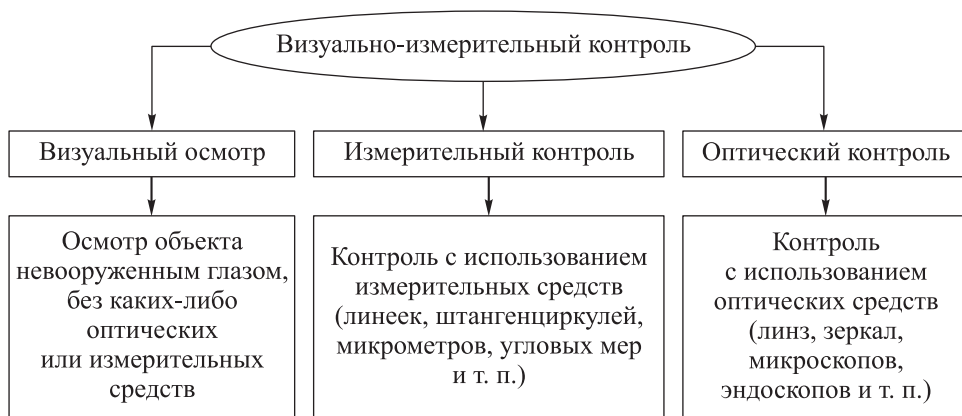 Визуально-измерительный контроль
Визуальный осмотр
Измерительный контроль
Оптический контроль
Осмотр объекта
невооруженным глазом,
без каких-либо
оптических
или измерительных
средств
Контроль с использованием
измерительных средств
(линеек, штангенциркулей,
микрометров, угловых мер
и т. п.)
Контроль
с использованием
оптических средств
(линз, зеркал,
микроскопов,
эндоскопов и т. п.)